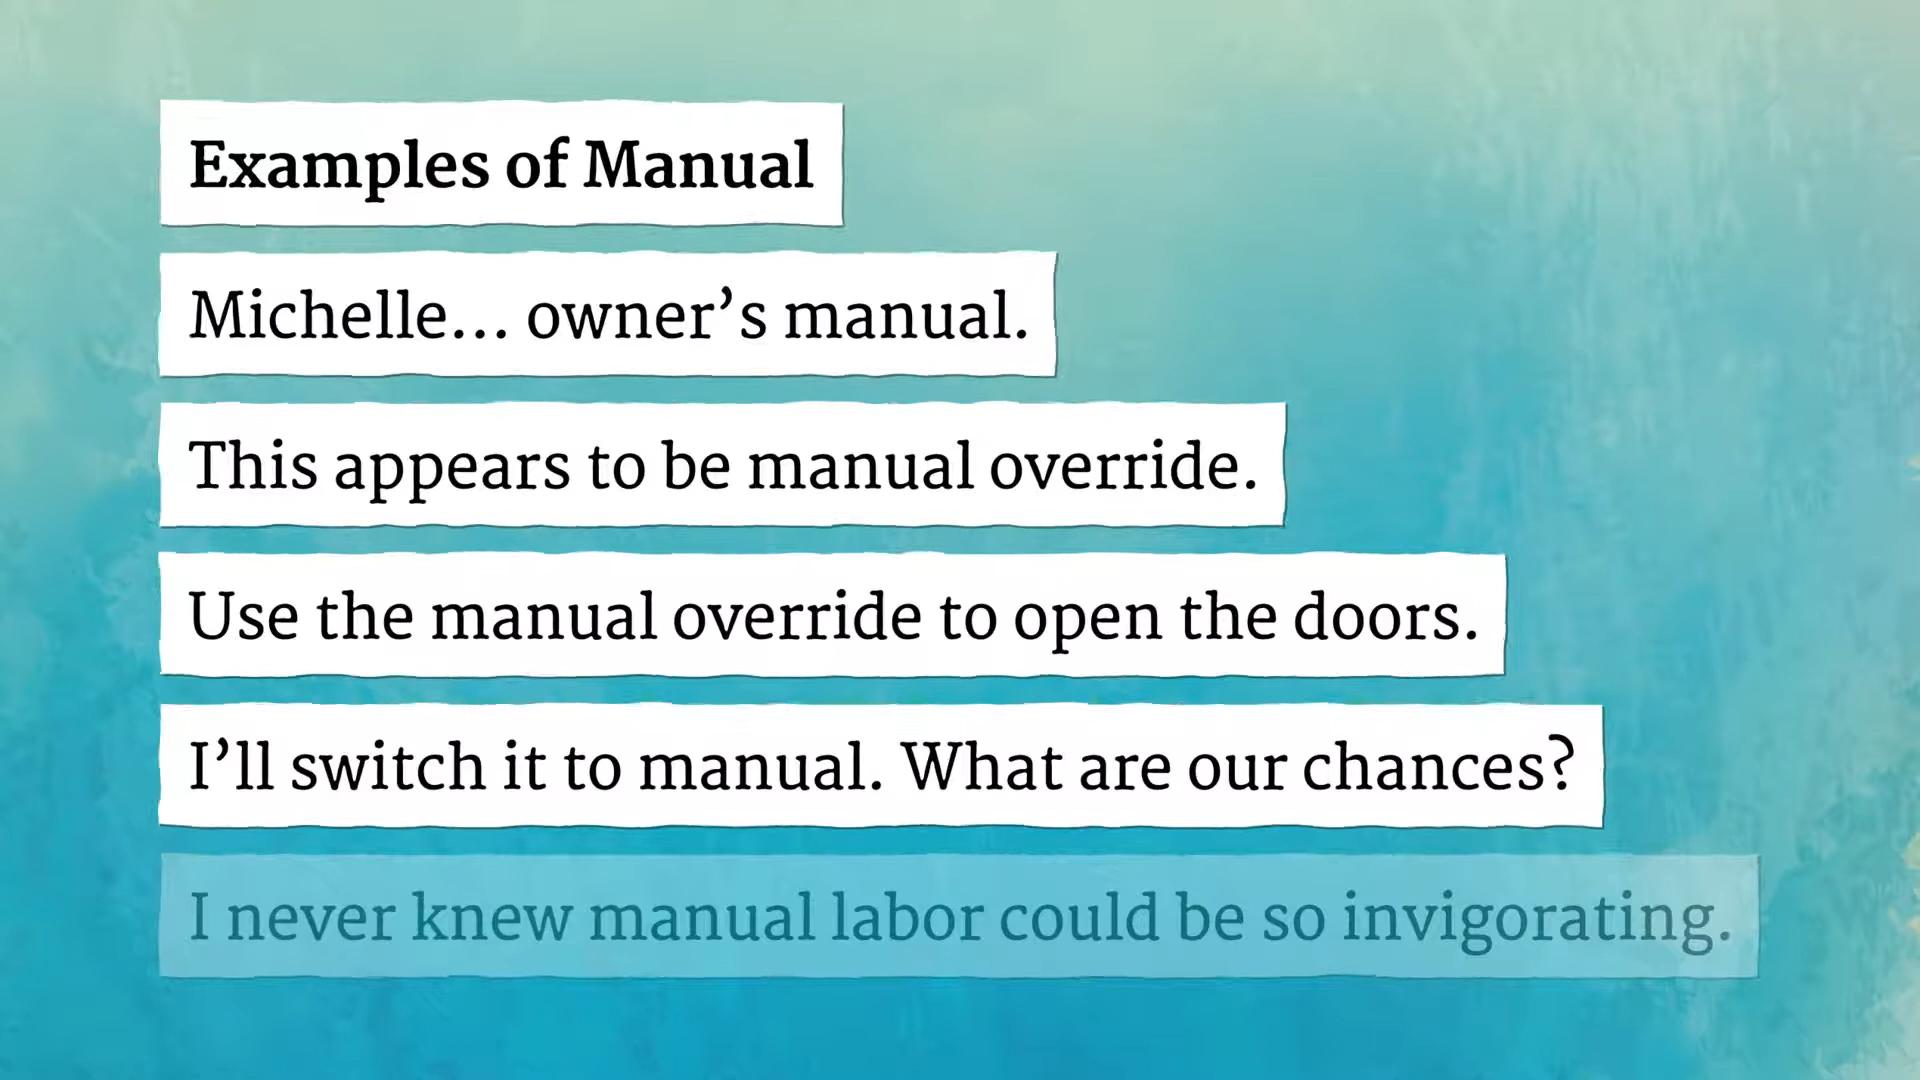 Examples of Manual
Michelle… owner’s manual.
This appears to be manual override.
Use the manual override to open the doors.
I’ll switch it to manual. What are our chances?
I never knew manual labor could be so invigorating.